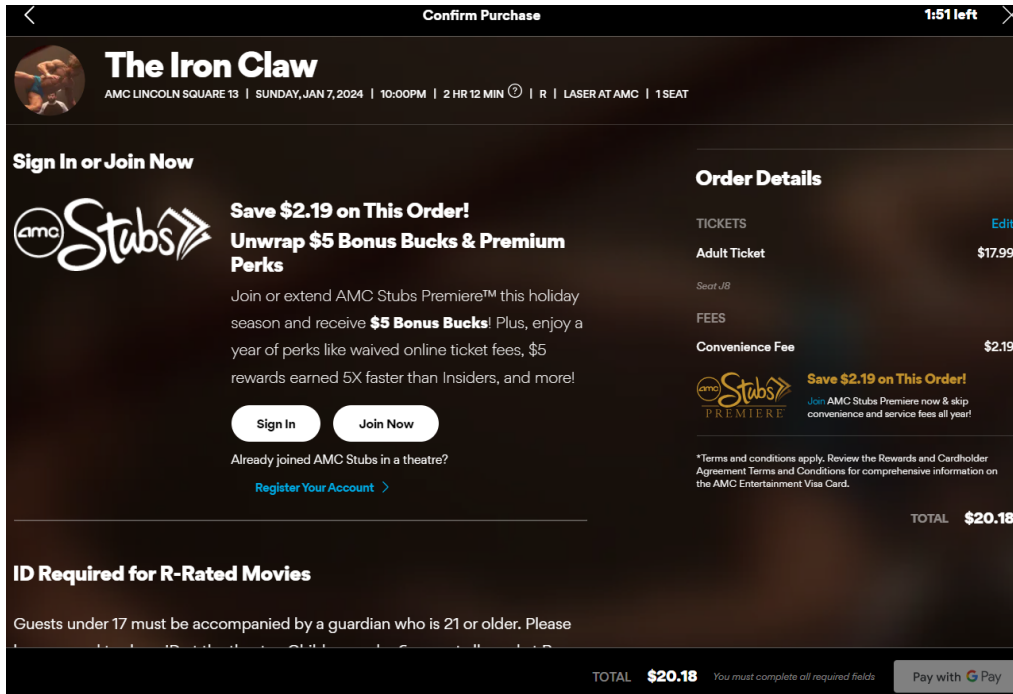 Confirm Purchase
1:51 left
The Iron Claw
AMC LINCOLN SQUARE 13 | SUNDAY, JAN 7, 2024 | 10:00PM | 2 HR 12 MIN ? | R | LASER AT AMC | 1 SEAT
Sign In or Join Now
amc Stubs
Save $2.19 on This Order!
Unwrap $5 Bonus Bucks & Premium
Perks
Join or extend AMC Stubs Premiere™ this holiday
season and receive $5 Bonus Bucks! Plus, enjoy a
year of perks like waived online ticket fees, $5
rewards earned 5X faster than Insiders, and more!
Sign In
Join Now
Already joined AMC Stubs in a theatre?
Register Your Account
ID Required for R-Rated Movies
Guests under 17 must be accompanied by a guardian who is 21 or older. Please
Order Details
TICKETS
Edit
Adult Ticket
$17.99
Seat J8
FEES
Convenience Fee
$2.19
amc Stubs
PREMIERE
Save $2.19 on This Order!
Join AMC Stubs Premiere now & skip
convenience and service fees all year!
*Terms and conditions apply. Review the Rewards and Cardholder
Agreement Terms and Conditions for comprehensive information on
the AMC Entertainment Visa Card.
TOTAL $20.18
TOTAL $20.18
You must complete all required fields
Pay with G Pay